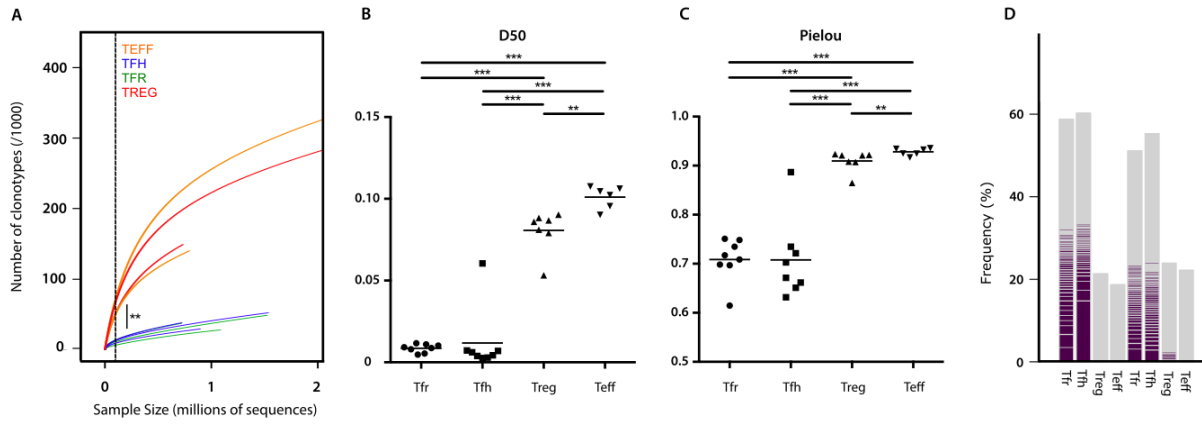 A
Number of clonotypes (/1000)
400
300
200
100
0
TEFF
TFH
TFR
TREG
**
0
1
2
Sample Size (millions of sequences)
B
D50
***
***
***
***
**
0.15
0.10
0.05
0
Tfr
Tfh
Treg
Teff
C
Pielou
***
***
***
***
**
1.0
0.9
0.8
0.7
0.6
0.5
Tfr
Tfh
Treg
Teff
D
Frequency (%)
60
40
20
0
Tfr
Tfh
Treg
Teff
Tfr
Tfh
Treg
Teff